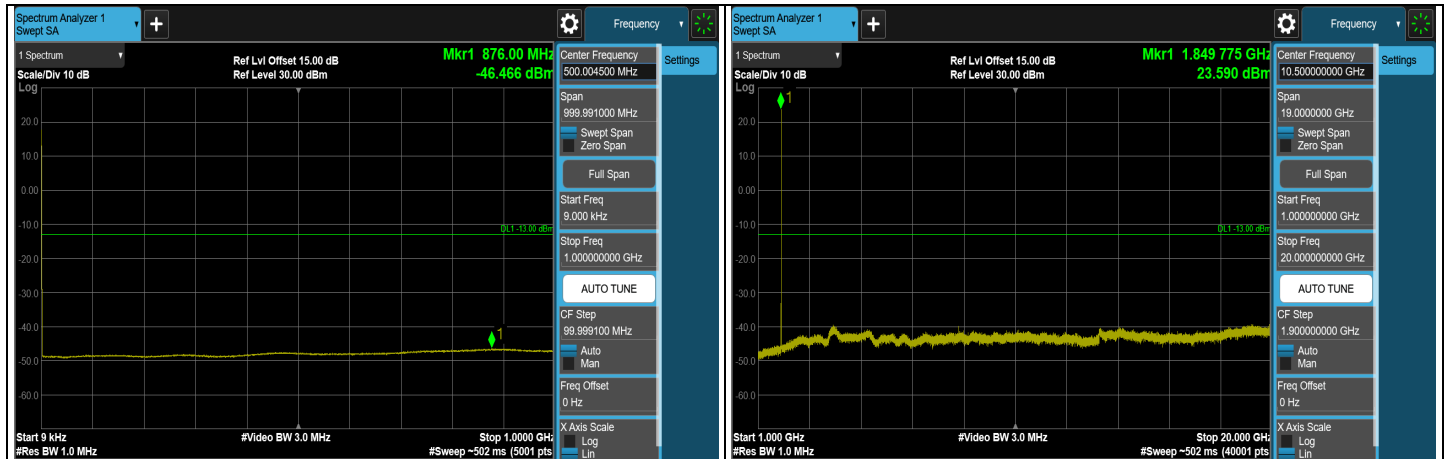 Spectrum Analyzer 1
Swept SA
+
Frequency
1 Spectrum
Scale/Div 10 dB
Log
Ref Lvl Offset 15.00 dB
Ref Level 30.00 dBm
Mkr1 876.00 MHz
-46.466 dBm
1
20.0
10.0
0.00
-10.0
-20.0
-30.0
-40.0
-50.0
-60.0
DL1 -13.00 dBm
Start 9 kHz
#Res BW 1.0 MHz
#Video BW 3.0 MHz
Stop 1.0000 GHz
#Sweep ~502 ms (5001 pts)
Center Frequency
500.004500 MHz
Span
999.991000 MHz
Swept Span
Zero Span
Full Span
Start Freq
9.000 kHz
Stop Freq
1.000000000 GHz
AUTO TUNE
CF Step
99.999100 MHz
Auto
Man
Freq Offset
0 Hz
X Axis Scale
Log
Lin
Settings
Spectrum Analyzer 1
Swept SA
+
Frequency
1 Spectrum
Scale/Div 10 dB
Log
Ref Lvl Offset 15.00 dB
Ref Level 30.00 dBm
Mkr1 1.849 775 GHz
23.590 dBm
1
20.0
10.0
0.00
-10.0
-20.0
-30.0
-40.0
-50.0
-60.0
DL1 -13.00 dBm
Start 1.000 GHz
#Res BW 1.0 MHz
#Video BW 3.0 MHz
Stop 20.000 GHz
#Sweep ~502 ms (40001 pts)
Center Frequency
10.500000000 GHz
Span
19.0000000 GHz
Swept Span
Zero Span
Full Span
Start Freq
1.000000000 GHz
Stop Freq
20.000000000 GHz
AUTO TUNE
CF Step
1.900000000 GHz
Auto
Man
Freq Offset
0 Hz
X Axis Scale
Log
Lin
Settings